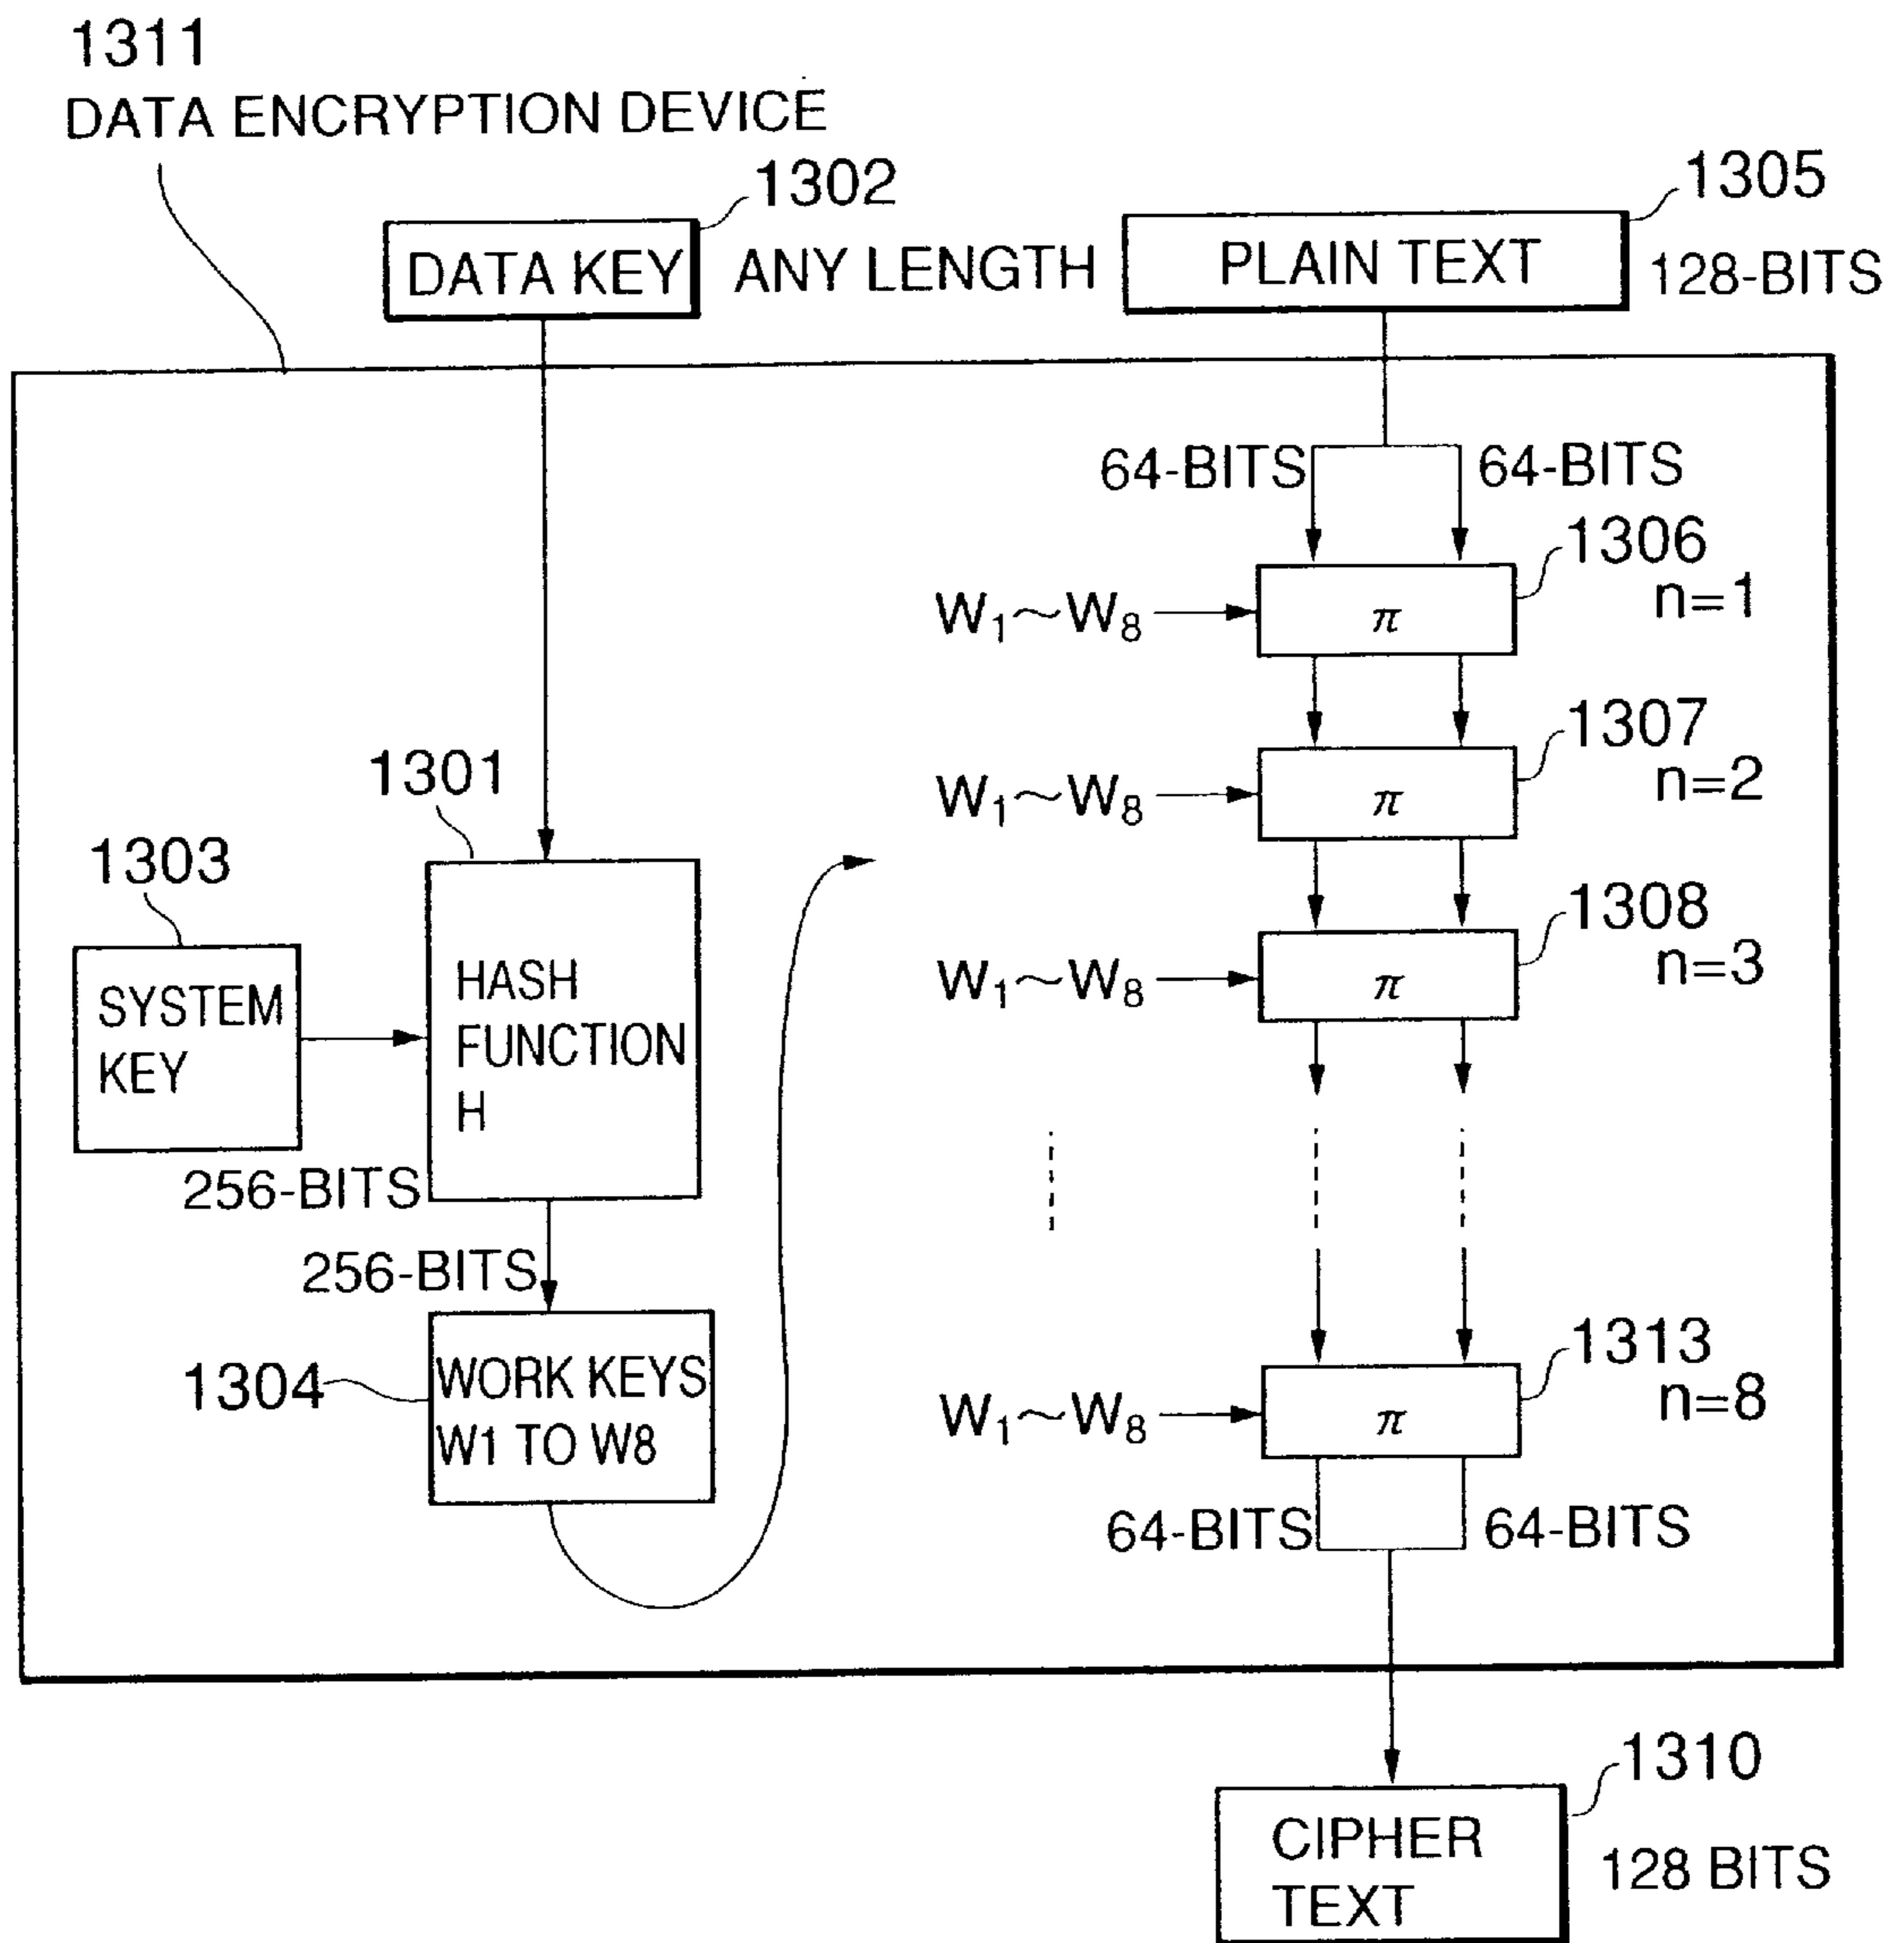 1311
DATA ENCRYPTION DEVICE
1302
DATA KEY
ANY LENGTH
1305
PLAIN TEXT
128-BITS
64-BITS
64-BITS
1306
n=1
W1~W8
π
1307
n=2
W1~W8
π
1301
1303
SYSTEM
KEY
256-BITS
HASH
FUNCTION
H
1308
n=3
W1~W8
π
256-BITS
1304
WORK KEYS
W1 TO W8
1313
n=8
W1~W8
π
64-BITS
64-BITS
1310
CIPHER
TEXT
128 BITS